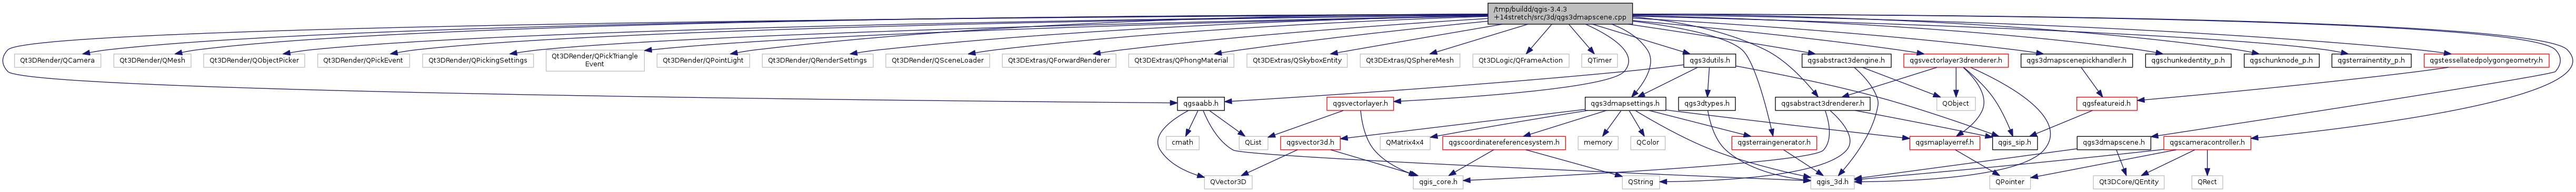 /tmp/buildd/qgis-3.4.3
+14stretch/src/3d/qgs3dmapscene.cpp
Qt3DRender/QCamera
Qt3DRender/QMesh
Qt3DRender/QObjectPicker
Qt3DRender/QPickEvent
Qt3DRender/QPickingSettings
Qt3DRender/QPickTriangle
Event
Qt3DRender/QPointLight
Qt3DRender/QRenderSettings
Qt3DRender/QSceneLoader
Qt3DExtras/QForwardRenderer
Qt3DExtras/QPhongMaterial
Qt3DExtras/QSkyboxEntity
Qt3DExtras/QSphereMesh
Qt3DLogic/QFrameAction
QTimer
qgs3dutils.h
qgsabstract3dengine.h
qgsvectorlayer3drenderer.h
qgs3dmapscenepickhandler.h
qgschunkedentity_p.h
qgschunknode_p.h
qgsterrainentity_p.h
qgstessellatedpolygongeometry.h
qgsaabb.h
qgsvectorlayer.h
qgs3dmapsettings.h
qgs3dtypes.h
qgsabstract3drenderer.h
QObject
qgsfeatureid.h
cmath
QList
qgsvector3d.h
QMatrix4x4
qgscoordinatereferencesystem.h
memory
QColor
qgsterraingenerator.h
qgsmaplayerref.h
qgis_sip.h
qgs3dmapscene.h
qgscameracontroller.h
QVector3D
qgis_core.h
QString
qgis_3d.h
QPointer
Qt3DCore/QEntity
QRect